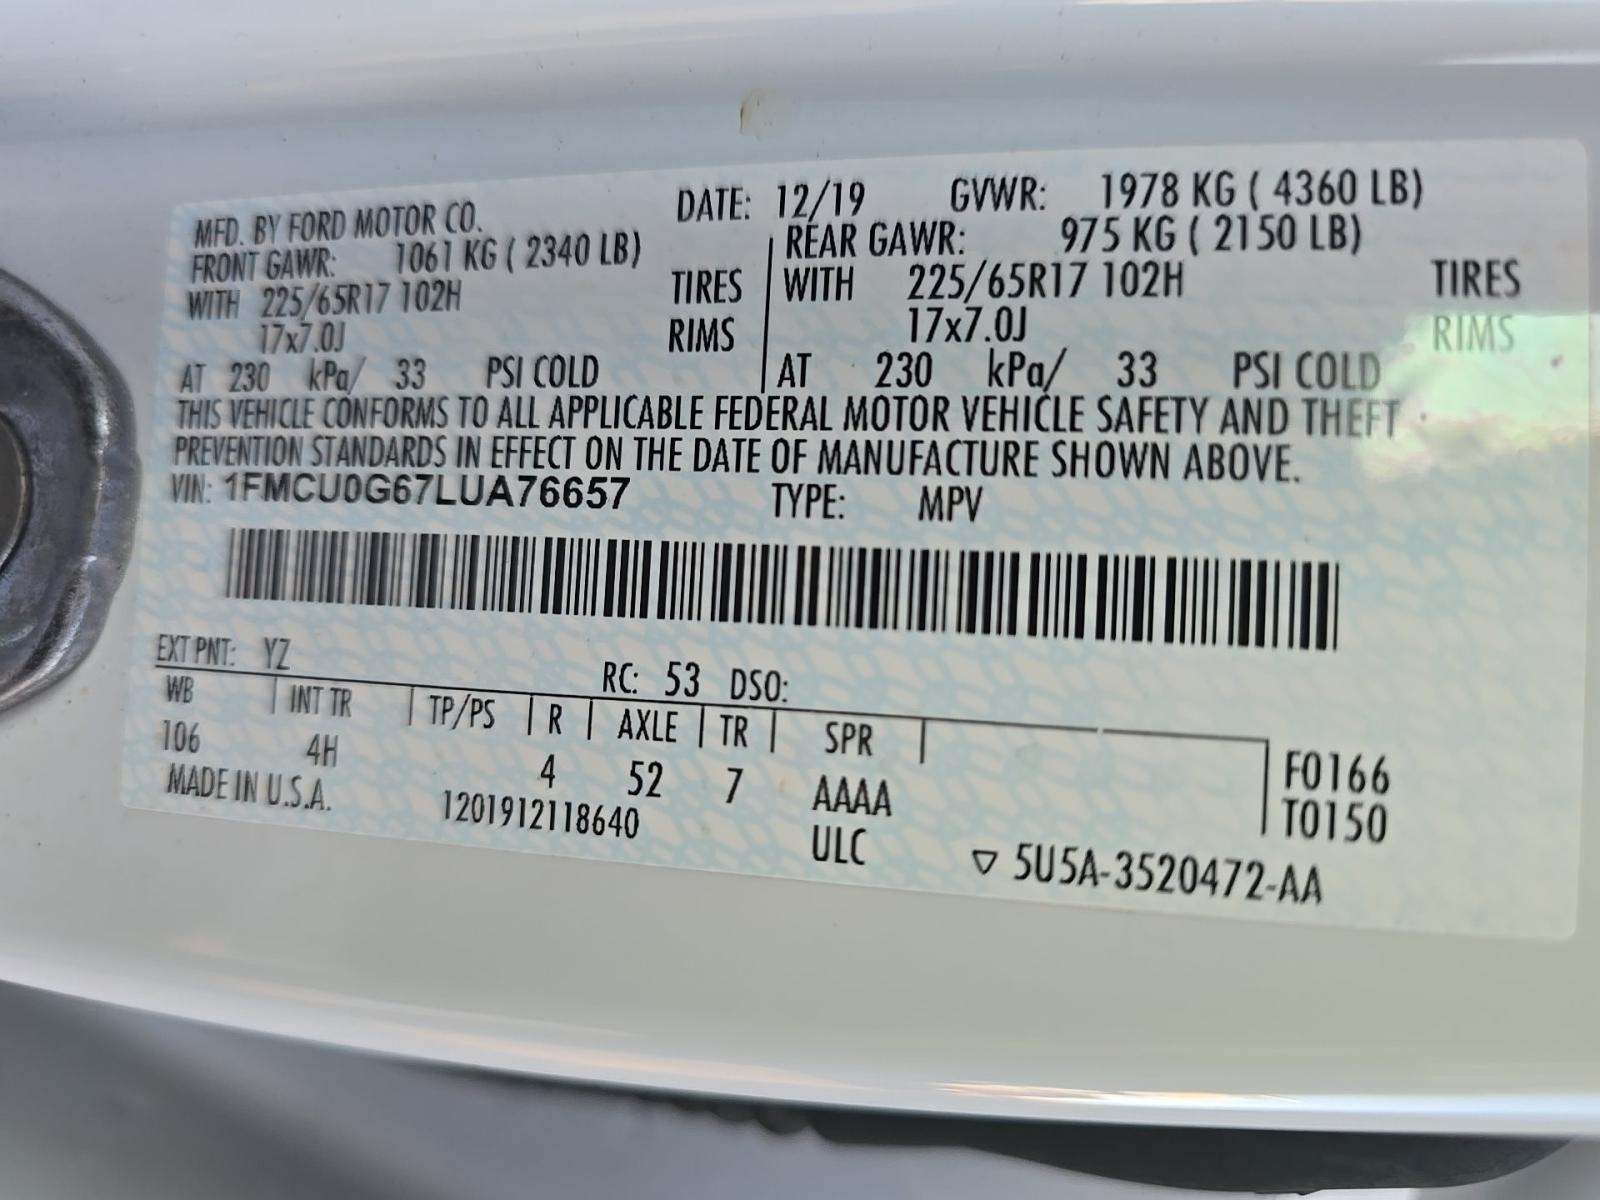 MFD. BY FORD MOTOR CO. DATE: 12/19 GVWR: 1978 KG ( 4360 LB)
FRONT GAWR: 1061 KG ( 2340 LB) REAR GAWR: 975 KG ( 2150 LB)
WITH 225/65R17 102H TIRES WITH 225/65R17 102H TIRES
17x7.0J RIMS 17x7.0J RIMS
AT 230 kPa/ 33 PSI COLD AT 230 kPa/ 33 PSI COLD
THIS VEHICLE CONFORMS TO ALL APPLICABLE FEDERAL MOTOR VEHICLE SAFETY AND THEFT
PREVENTION STANDARDS IN EFFECT ON THE DATE OF MANUFACTURE SHOWN ABOVE.
VIN: 1FMCU0G67LUA76657 TYPE: MPV
EXT PNT: YZ RC: 53 DSO:
WB INT TR TP/PS R AXLE TR SPR
106 4H 4 52 7 AAAA F0166
MADE IN U.S.A. 1201912118640 ULC T0150
5U5A-3520472-AA